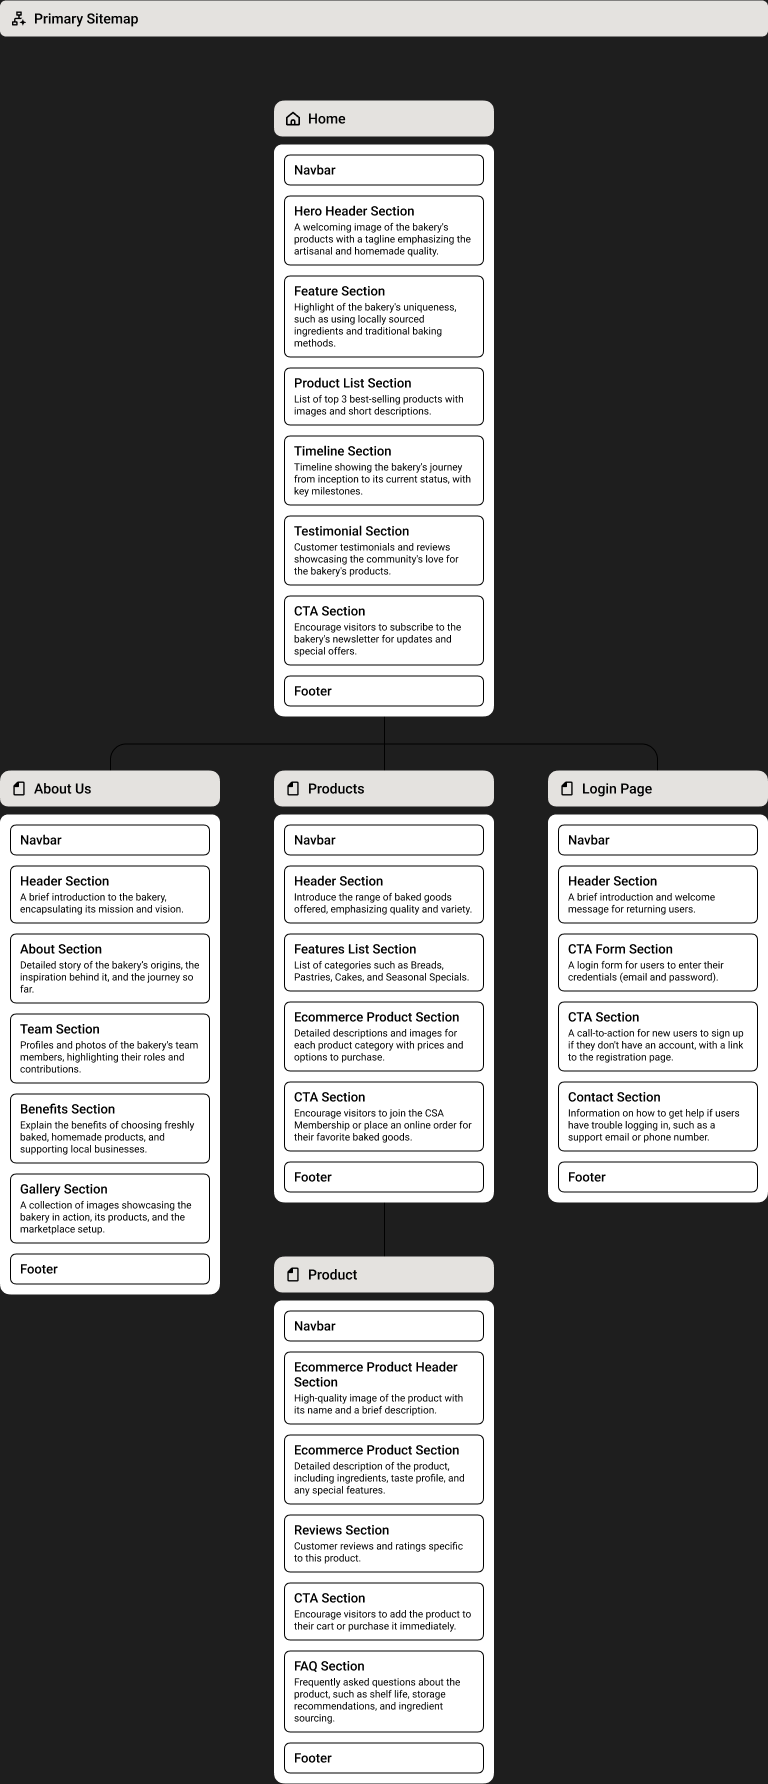 Primary Sitemap
Home
Navbar
Hero Header Section
A welcoming image of the bakery's
products with a tagline emphasizing the
artisanal and homemade quality.
Feature Section
Highlight of the bakery's uniqueness,
such as using locally sourced
ingredients and traditional baking
methods.
Product List Section
List of top 3 best-selling products with
images and short descriptions.
Timeline Section
Timeline showing the bakery's journey
from inception to its current status, with
key milestones.
Testimonial Section
Customer testimonials and reviews
showcasing the community's love for
the bakery's products.
CTA Section
Encourage visitors to subscribe to the
bakery's newsletter for updates and
special offers.
Footer
About Us
Navbar
Header Section
A brief introduction to the bakery,
encapsulating its mission and vision.
About Section
Detailed story of the bakery's origins, the
inspiration behind it, and the journey so
far.
Team Section
Profiles and photos of the bakery's team
members, highlighting their roles and
contributions.
Benefits Section
Explain the benefits of choosing freshly
baked, homemade products, and
supporting local businesses.
Gallery Section
A collection of images showcasing the
bakery in action, its products, and the
marketplace setup.
Footer
Products
Navbar
Header Section
Introduce the range of baked goods
offered, emphasizing quality and variety.
Features List Section
List of categories such as Breads,
Pastries, Cakes, and Seasonal Specials.
Ecommerce Product Section
Detailed descriptions and images for
each product category with prices and
options to purchase.
CTA Section
Encourage visitors to join the CSA
Membership or place an online order for
their favorite baked goods.
Footer
Login Page
Navbar
Header Section
A brief introduction and welcome
message for returning users.
CTA Form Section
A login form for users to enter their
credentials (email and password).
CTA Section
A call-to-action for new users to sign up
if they don't have an account, with a link
to the registration page.
Contact Section
Information on how to get help if users
have trouble logging in, such as a
support email or phone number.
Footer
Product
Navbar
Ecommerce Product Header
Section
High-quality image of the product with
its name and a brief description.
Ecommerce Product Section
Detailed description of the product,
including ingredients, taste profile, and
any special features.
Reviews Section
Customer reviews and ratings specific
to this product.
CTA Section
Encourage visitors to add the product to
their cart or purchase it immediately.
FAQ Section
Frequently asked questions about the
product, such as shelf life, storage
recommendations, and ingredient
sourcing.
Footer